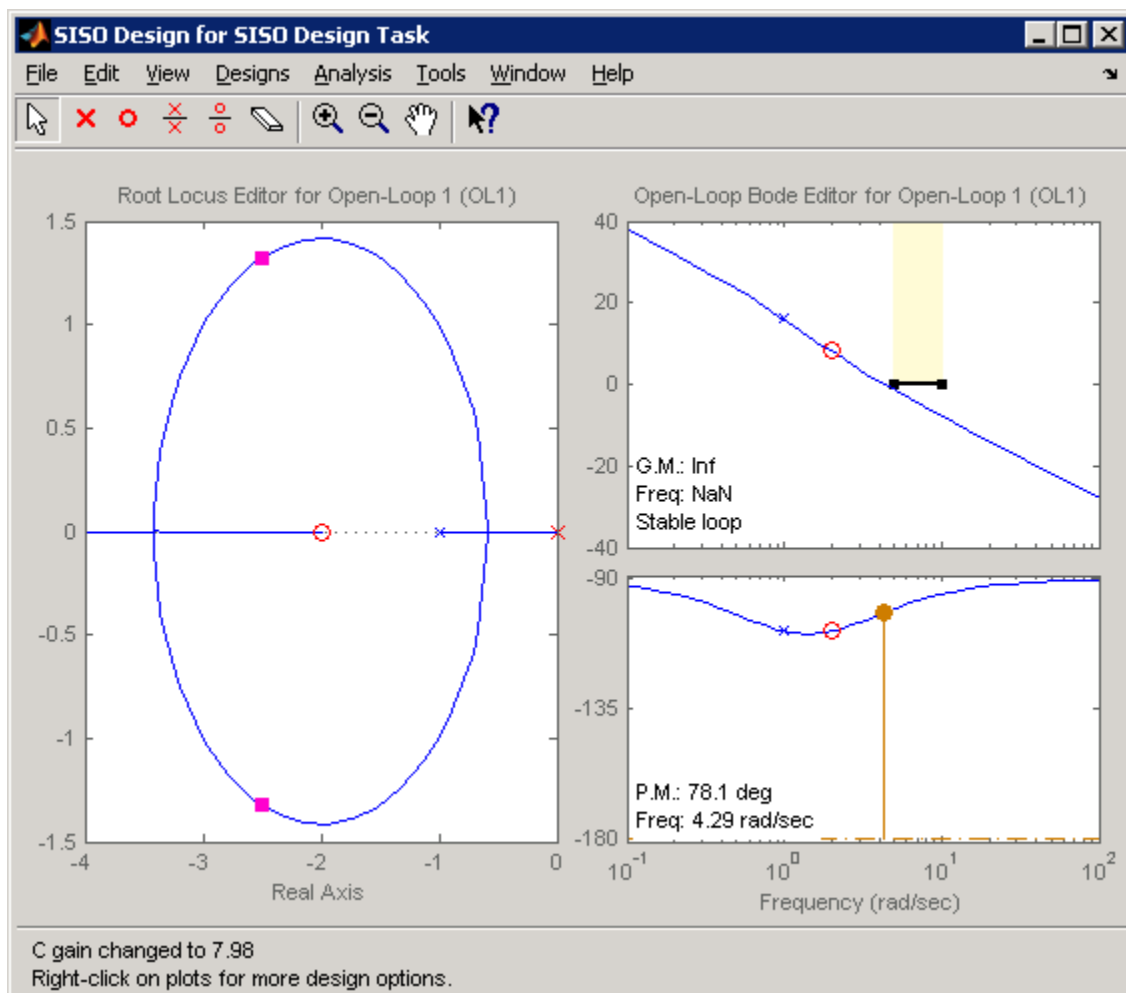 SISO Design for SISO Design Task
File Edit View Designs Analysis Tools Window Help
Root Locus Editor for Open-Loop 1 (OL1)
1.5
1
0.5
0
-0.5
-1
-1.5
-4 -3 -2 -1 0
Real Axis
Open-Loop Bode Editor for Open-Loop 1 (OL1)
40
20
0
-20
-40
G.M.: Inf
Freq: NaN
Stable loop
-90
-135
-180
P.M.: 78.1 deg
Freq: 4.29 rad/sec
10^-1 10^0 10^1 10^2
Frequency (rad/sec)
C gain changed to 7.98
Right-click on plots for more design options.